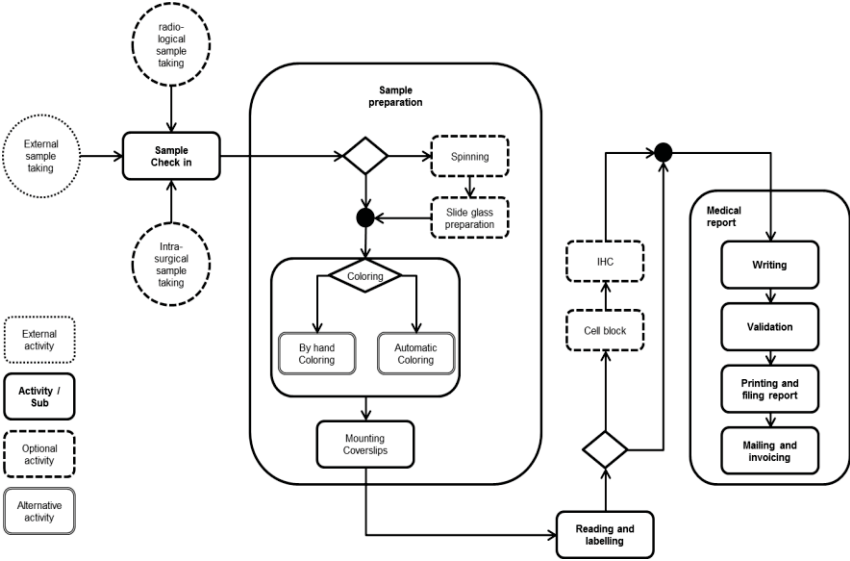 radio-
logical
sample
taking
External
sample
taking
Sample
Check in
Intra-
surgical
sample
taking
Sample
preparation
Spinning
Slide glass
preparation
Coloring
By hand
Coloring
Automatic
Coloring
Mounting
Coverslips
Reading and
labelling
Cell block
IHC
Medical
report
Writing
Validation
Printing and
filing report
Mailing and
invoicing
External
activity
Activity /
Sub
Optional
activity
Alternative
activity